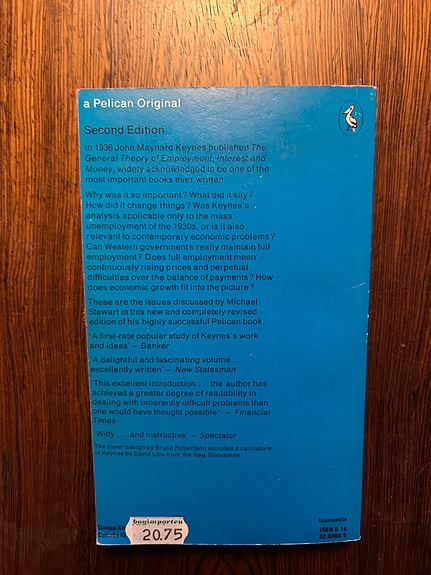 a Pelican Original
Second Edition
In 1936 John Maynard Keynes published The
General Theory of Employment, Interest and
Money, widely acknowledged to be one of the
most important books ever written.
Why was it so important? What did it say?
How did it change things? Was Keynes's
analysis applicable only to the mass
unemployment of the 1930s, or is it also
relevant to contemporary economic problems?
Can Western governments really maintain full
employment? Does full employment mean
continuously rising prices and perpetual
difficulties over the balance of payments? How
does economic growth fit into the picture?
These are the issues discussed by Michael
Stewart in this new and completely revised
edition of his highly successful Pelican book.
'A first-rate popular study of Keynes's work
and ideas' – Banker
'A delightful and fascinating volume . . .
excellently written' – New Statesman
'This excellent introduction . . . the author has
achieved a greater degree of readability in
dealing with inherently difficult problems than
one would have thought possible' – Financial
Times
'Witty . . . and instructive' – Spectator
The cover design by Bruce Robertson includes a caricature
of Keynes by David Low from the New Statesman
United
Canada
bogimporten
20.75
Economics
ISBN 0 14